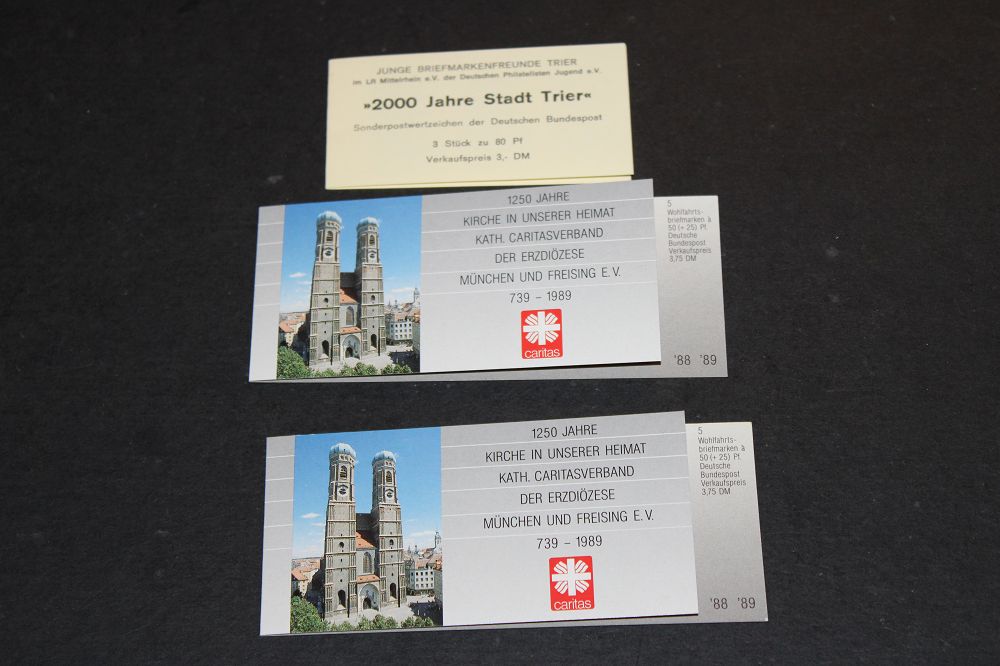 JUNGE BRIEFMARKENFREUNDE TRIER
im LR Mittelrhein e.V. der Deutschen Philatelisten Jugend e.V.
»2000 Jahre Stadt Trier«
Sonderpostwertzeichen der Deutschen Bundespost
3 Stück zu 80 Pf
Verkaufspreis 3,- DM
1250 JAHRE
KIRCHE IN UNSERER HEIMAT
KATH. CARITASVERBAND
DER ERZDIÖZESE
MÜNCHEN UND FREISING E.V.
739 - 1989
caritas
5
Wohlfahrts-
briefmarken à
50 (+ 25) Pf.
Deutsche
Bundespost
Verkaufspreis
3,75 DM
'88 '89
1250 JAHRE
KIRCHE IN UNSERER HEIMAT
KATH. CARITASVERBAND
DER ERZDIÖZESE
MÜNCHEN UND FREISING E.V.
739 - 1989
caritas
5
Wohlfahrts-
briefmarken à
50 (+ 25) Pf.
Deutsche
Bundespost
Verkaufspreis
3,75 DM
'88 '89